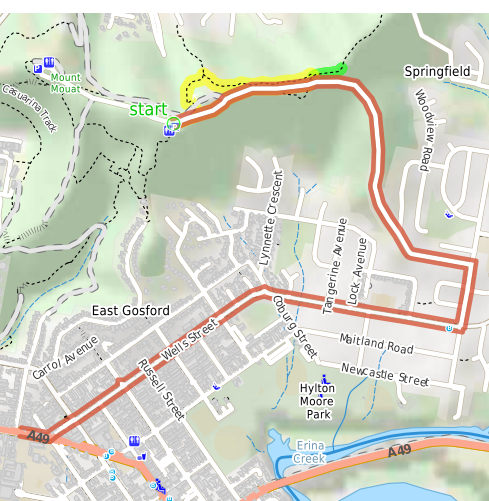 Springfield
Mount
Mouat
Casuarina Track
start
Woodview Road
Lynnette Crescent
Tangerine Avenue
Lock Avenue
East Gosford
Wells Street
Coburg Street
Carrol Avenue
Maitland Road
Russell Street
Newcastle Street
Hylton
Moore
Park
A49
Erina
Creek
A49